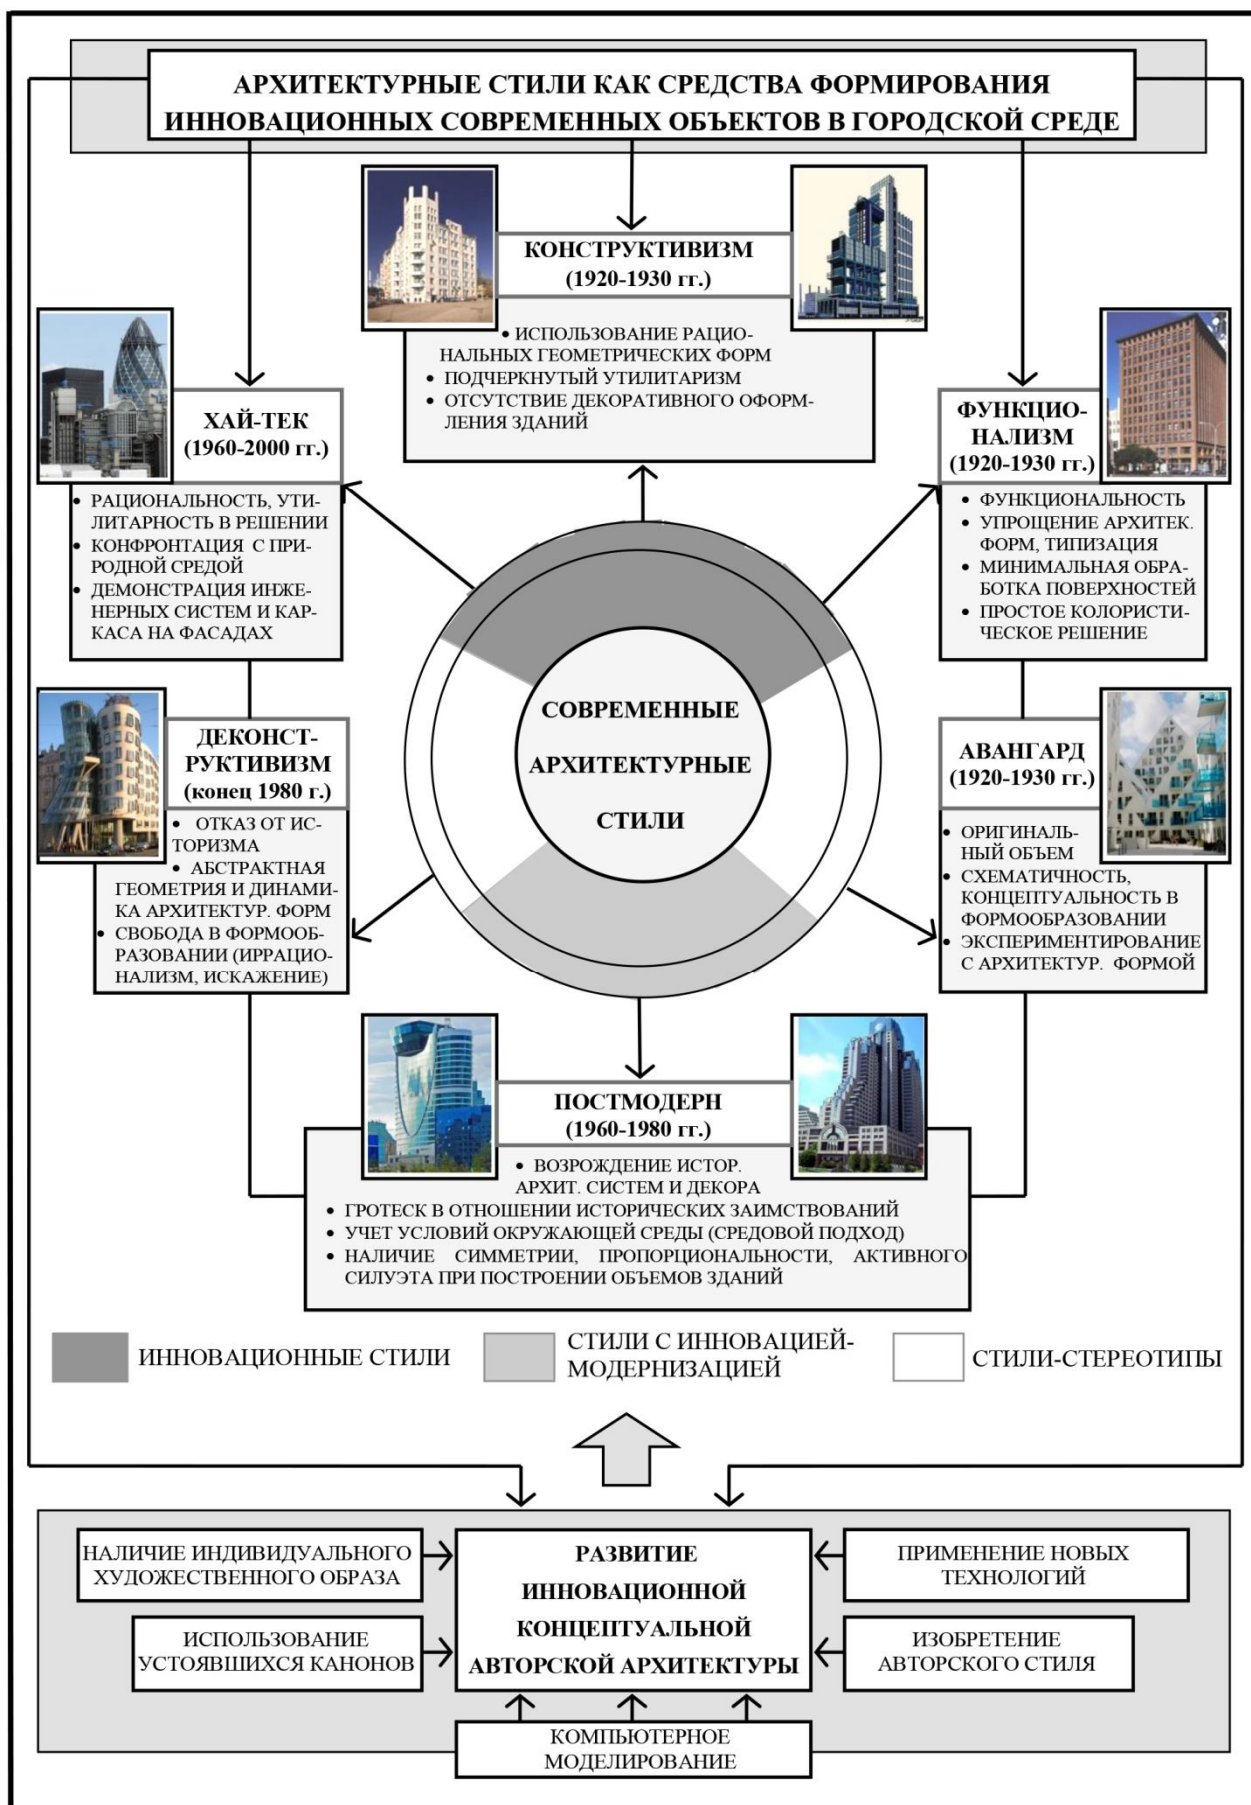 АРХИТЕКТУРНЫЕ СТИЛИ КАК СРЕДСТВА ФОРМИРОВАНИЯ
ИННОВАЦИОННЫХ СОВРЕМЕННЫХ ОБЪЕКТОВ В ГОРОДСКОЙ СРЕДЕ
КОНСТРУКТИВИЗМ
(1920-1930 гг.)
• ИСПОЛЬЗОВАНИЕ РАЦИО-
НАЛЬНЫХ ГЕОМЕТРИЧЕСКИХ ФОРМ
• ПОДЧЕРКНУТЫЙ УТИЛИТАРИЗМ
• ОТСУТСТВИЕ ДЕКОРАТИВНОГО ОФОРМ-
ЛЕНИЯ ЗДАНИЙ
ХАЙ-ТЕК
(1960-2000 гг.)
• РАЦИОНАЛЬНОСТЬ, УТИ-
ЛИТАРНОСТЬ В РЕШЕНИИ
• КОНФРОНТАЦИЯ С ПРИ-
РОДНОЙ СРЕДОЙ
• ДЕМОНСТРАЦИЯ ИНЖЕ-
НЕРНЫХ СИСТЕМ И КАР-
КАСА НА ФАСАДАХ
ФУНКЦИО-
НАЛИЗМ
(1920-1930 гг.)
• ФУНКЦИОНАЛЬНОСТЬ
• УПРОЩЕНИЕ АРХИТЕК.
ФОРМ, ТИПИЗАЦИЯ
• МИНИМАЛЬНАЯ ОБРА-
БОТКА ПОВЕРХНОСТЕЙ
• ПРОСТОЕ КОЛОРИСТИ-
ЧЕСКОЕ РЕШЕНИЕ
СОВРЕМЕННЫЕ
АРХИТЕКТУРНЫЕ
СТИЛИ
ДЕКОНСТ-
РУКТИВИЗМ
(конец 1980 г.)
• ОТКАЗ ОТ ИС-
ТОРИЗМА
• АБСТРАКТНАЯ
ГЕОМЕТРИЯ И ДИНАМИ-
КА АРХИТЕКТУР. ФОРМ
• СВОБОДА В ФОРМООБ-
РАЗОВАНИИ (ИРРАЦИО-
НАЛИЗМ, ИСКАЖЕНИЕ)
АВАНГАРД
(1920-1930 гг.)
• ОРИГИНАЛЬ-
НЫЙ ОБЪЕМ
• СХЕМАТИЧНОСТЬ,
КОНЦЕПТУАЛЬНОСТЬ В
ФОРМООБРАЗОВАНИИ
• ЭКСПЕРИМЕНТИРОВАНИЕ
С АРХИТЕКТУР. ФОРМОЙ
ПОСТМОДЕРН
(1960-1980 гг.)
• ВОЗРОЖДЕНИЕ ИСТОР.
АРХИТ. СИСТЕМ И ДЕКОРА
• ГРОТЕСК В ОТНОШЕНИИ ИСТОРИЧЕСКИХ ЗАИМСТВОВАНИЙ
• УЧЕТ УСЛОВИЙ ОКРУЖАЮЩЕЙ СРЕДЫ (СРЕДОВОЙ ПОДХОД)
• НАЛИЧИЕ СИММЕТРИИ, ПРОПОРЦИОНАЛЬНОСТИ, АКТИВНОГО
СИЛУЭТА ПРИ ПОСТРОЕНИИ ОБЪЕМОВ ЗДАНИЙ
ИННОВАЦИОННЫЕ СТИЛИ
СТИЛИ С ИННОВАЦИЕЙ-
МОДЕРНИЗАЦИЕЙ
СТИЛИ-СТЕРЕОТИПЫ
НАЛИЧИЕ ИНДИВИДУАЛЬНОГО
ХУДОЖЕСТВЕННОГО ОБРАЗА
ИСПОЛЬЗОВАНИЕ
УСТОЯВШИХСЯ КАНОНОВ
РАЗВИТИЕ
ИННОВАЦИОННОЙ
КОНЦЕПТУАЛЬНОЙ
АВТОРСКОЙ АРХИТЕКТУРЫ
ПРИМЕНЕНИЕ НОВЫХ
ТЕХНОЛОГИЙ
ИЗОБРЕТЕНИЕ
АВТОРСКОГО СТИЛЯ
КОМПЬЮТЕРНОЕ
МОДЕЛИРОВАНИЕ